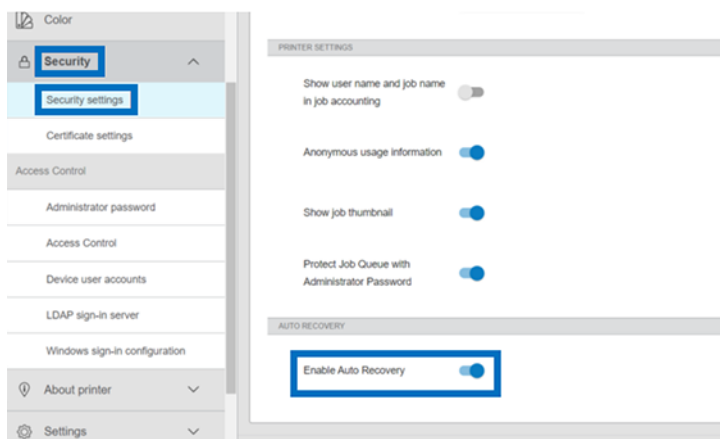 Color
Security
Security settings
Certificate settings
Access Control
Administrator password
Access Control
Device user accounts
LDAP sign-in server
Windows sign-in configuration
About printer
Settings
PRINTER SETTINGS
Show user name and job name
in job accounting
Anonymous usage information
Show job thumbnail
Protect Job Queue with
Administrator Password
AUTO RECOVERY
Enable Auto Recovery